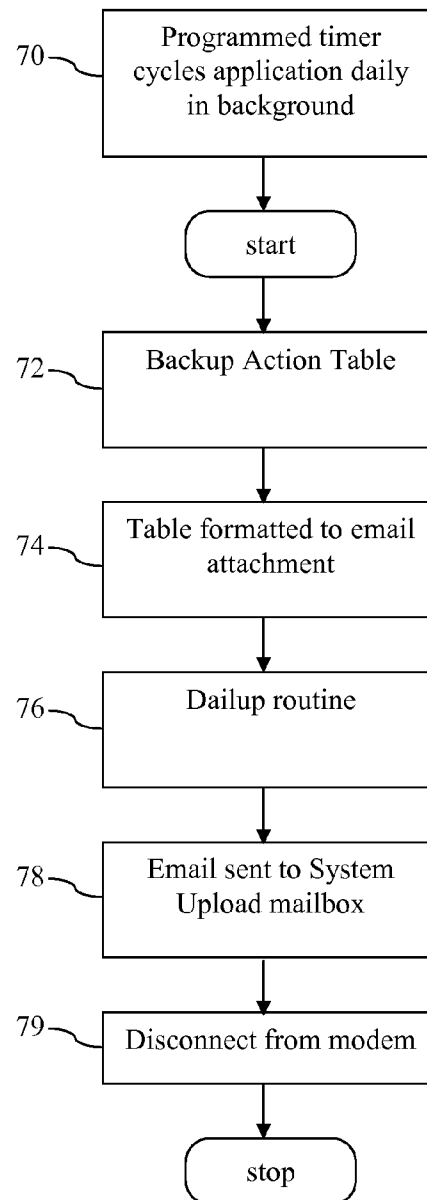 70
Programmed timer
cycles application daily
in background
start
72
Backup Action Table
74
Table formatted to email
attachment
76
Dailup routine
78
Email sent to System
Upload mailbox
79
Disconnect from modem
stop